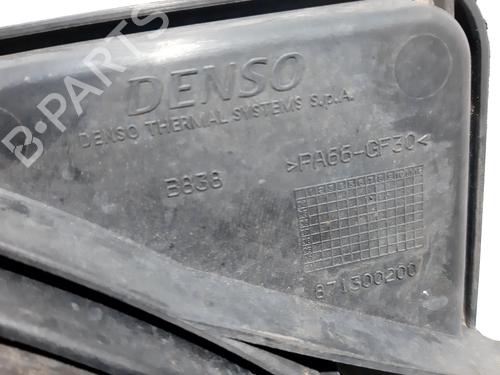 DENSO
DENSO THERMAL SYSTEMS S.p.A.
B838
>PA66-GF30<
871300200
B-PARTS